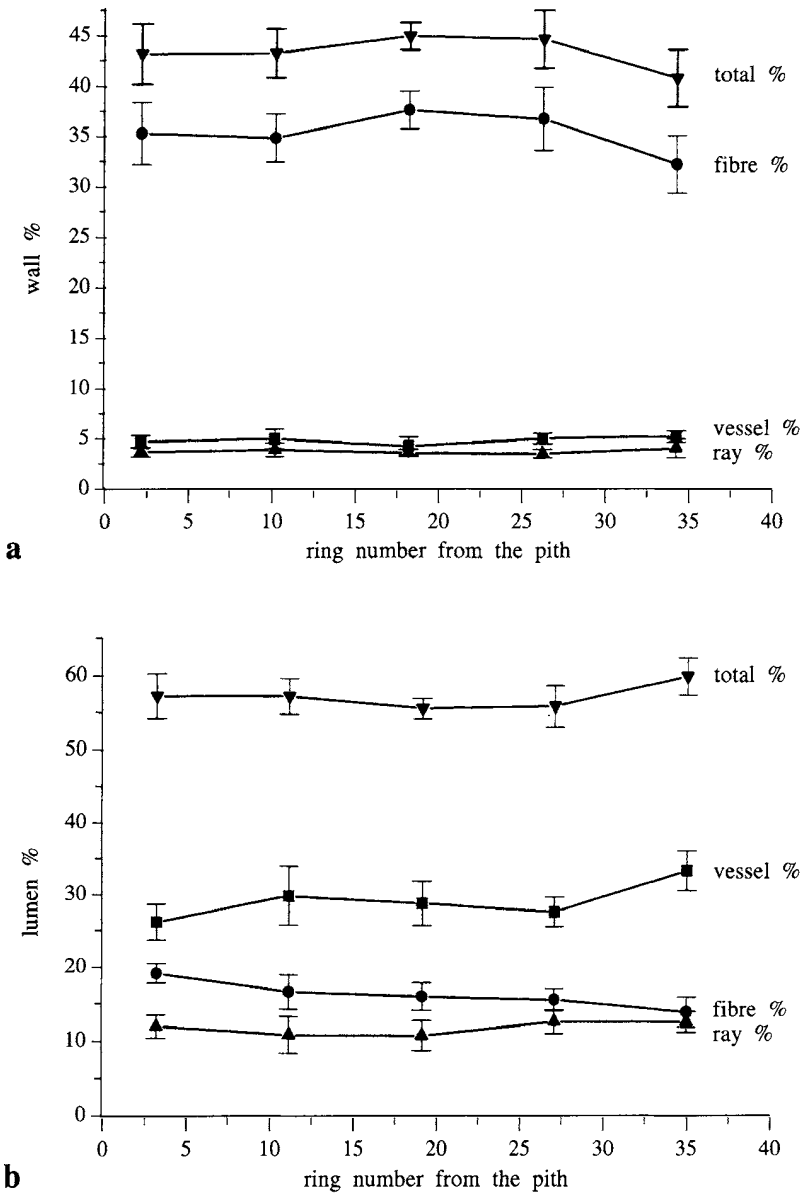 45
40
35
30
25
20
15
10
5
0
wall %
total %
fibre %
vessel %
ray %
0 5 10 15 20 25 30 35 40
ring number from the pith
a
60
50
40
30
20
10
0
lumen %
total %
vessel %
fibre %
ray %
0 5 10 15 20 25 30 35 40
ring number from the pith
b